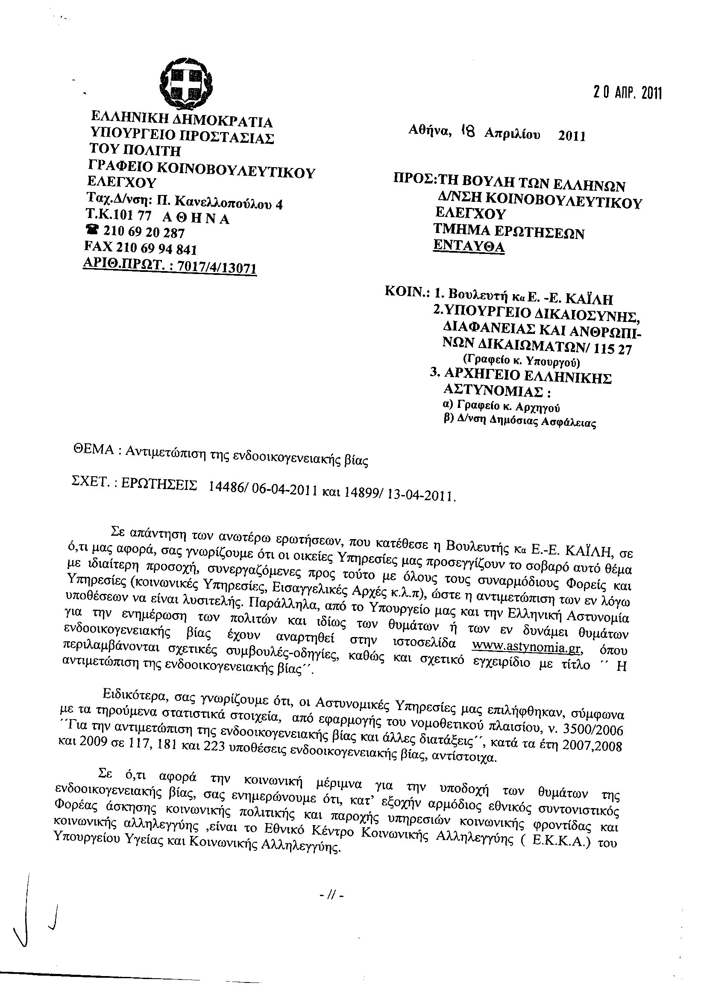 20 ΑΠΡ. 2011
ΕΛΛΗΝΙΚΗ ΔΗΜΟΚΡΑΤΙΑ
ΥΠΟΥΡΓΕΙΟ ΠΡΟΣΤΑΣΙΑΣ
ΤΟΥ ΠΟΛΙΤΗ
ΓΡΑΦΕΙΟ ΚΟΙΝΟΒΟΥΛΕΥΤΙΚΟΥ
ΕΛΕΓΧΟΥ
Ταχ.Δ/νση: Π. Κανελλοπούλου 4
Τ.Κ.101 77 Α Θ Η Ν Α
☎ 210 69 20 287
FAX 210 69 94 841
ΑΡΙΘ.ΠΡΩΤ. : 7017/4/13071
Αθήνα, 18 Απριλίου 2011
ΠΡΟΣ:ΤΗ ΒΟΥΛΗ ΤΩΝ ΕΛΛΗΝΩΝ
Δ/ΝΣΗ ΚΟΙΝΟΒΟΥΛΕΥΤΙΚΟΥ
ΕΛΕΓΧΟΥ
ΤΜΗΜΑ ΕΡΩΤΗΣΕΩΝ
ΕΝΤΑΥΘΑ
ΚΟΙΝ.: 1. Βουλευτή κα Ε. -Ε. ΚΑΪΛΗ
2.ΥΠΟΥΡΓΕΙΟ ΔΙΚΑΙΟΣΥΝΗΣ,
ΔΙΑΦΑΝΕΙΑΣ ΚΑΙ ΑΝΘΡΩΠΙ-
ΝΩΝ ΔΙΚΑΙΩΜΑΤΩΝ/ 115 27
(Γραφείο κ. Υπουργού)
3. ΑΡΧΗΓΕΙΟ ΕΛΛΗΝΙΚΗΣ
ΑΣΤΥΝΟΜΙΑΣ :
α) Γραφείο κ. Αρχηγού
β) Δ/νση Δημόσιας Ασφάλειας
ΘΕΜΑ : Αντιμετώπιση της ενδοοικογενειακής βίας
ΣΧΕΤ. : ΕΡΩΤΗΣΕΙΣ 14486/ 06-04-2011 και 14899/ 13-04-2011.
Σε απάντηση των ανωτέρω ερωτήσεων, που κατέθεσε η Βουλευτής κα Ε.-Ε. ΚΑΪΛΗ, σε
ό,τι μας αφορά, σας γνωρίζουμε ότι οι οικείες Υπηρεσίες μας προσεγγίζουν το σοβαρό αυτό θέμα
με ιδιαίτερη προσοχή, συνεργαζόμενες προς τούτο με όλους τους συναρμόδιους Φορείς και
Υπηρεσίες (κοινωνικές Υπηρεσίες, Εισαγγελικές Αρχές κ.λ.π), ώστε η αντιμετώπιση των εν λόγω
υποθέσεων να είναι λυσιτελής. Παράλληλα, από το Υπουργείο μας και την Ελληνική Αστυνομία
για την ενημέρωση των πολιτών και ιδίως των θυμάτων ή των εν δυνάμει θυμάτων
ενδοοικογενειακής βίας έχουν αναρτηθεί στην ιστοσελίδα www.astynomia.gr, όπου
περιλαμβάνονται σχετικές συμβουλές-οδηγίες, καθώς και σχετικό εγχειρίδιο με τίτλο ΄΄ Η
αντιμετώπιση της ενδοοικογενειακής βίας΄΄.
Ειδικότερα, σας γνωρίζουμε ότι, οι Αστυνομικές Υπηρεσίες μας επιλήφθηκαν, σύμφωνα
με τα τηρούμενα στατιστικά στοιχεία, από εφαρμογής του νομοθετικού πλαισίου, ν. 3500/2006
΄΄Για την αντιμετώπιση της ενδοοικογενειακής βίας και άλλες διατάξεις΄΄, κατά τα έτη 2007,2008
και 2009 σε 117, 181 και 223 υποθέσεις ενδοοικογενειακής βίας, αντίστοιχα.
Σε ό,τι αφορά την κοινωνική μέριμνα για την υποδοχή των θυμάτων της
ενδοοικογενειακής βίας, σας ενημερώνουμε ότι, κατ’ εξοχήν αρμόδιος εθνικός συντονιστικός
Φορέας άσκησης κοινωνικής πολιτικής και παροχής υπηρεσιών κοινωνικής φροντίδας και
κοινωνικής αλληλεγγύης ,είναι το Εθνικό Κέντρο Κοινωνικής Αλληλεγγύης ( Ε.Κ.Κ.Α.) του
Υπουργείου Υγείας και Κοινωνικής Αλληλεγγύης.
- // -